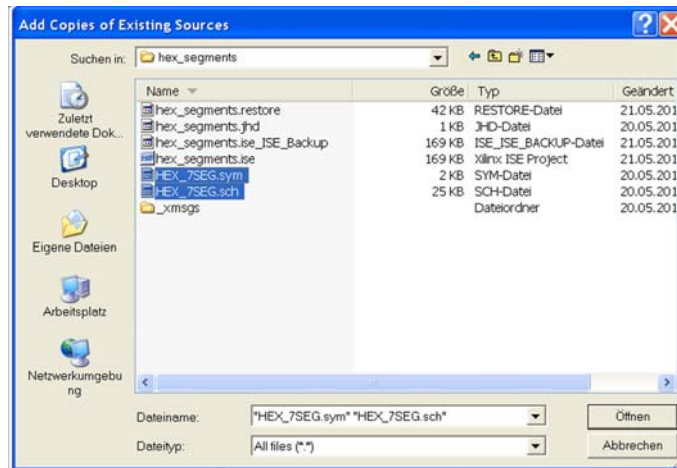 Add Copies of Existing Sources
Suchen in: hex_segments
Zuletzt
verwendete Dok...
Desktop
Eigene Dateien
Arbeitsplatz
Netzwerkumgebu
ng
Name Größe Typ Geändert
hex_segments.restore 42 KB RESTORE-Datei 21.05.201
hex_segments.jhd 1 KB JHD-Datei 20.05.201
hex_segments.ise_ISE_Backup 169 KB ISE_ISE_BACKUP-Datei 21.05.201
hex_segments.ise 169 KB Xilinx ISE Project 21.05.201
HEX_7SEG.sym 2 KB SYM-Datei 20.05.201
HEX_7SEG.sch 25 KB SCH-Datei 20.05.201
_xmsgs Dateiordner 20.05.201
Dateiname: "HEX_7SEG.sym" "HEX_7SEG.sch" Öffnen
Dateityp: All files (*.*) Abbrechen